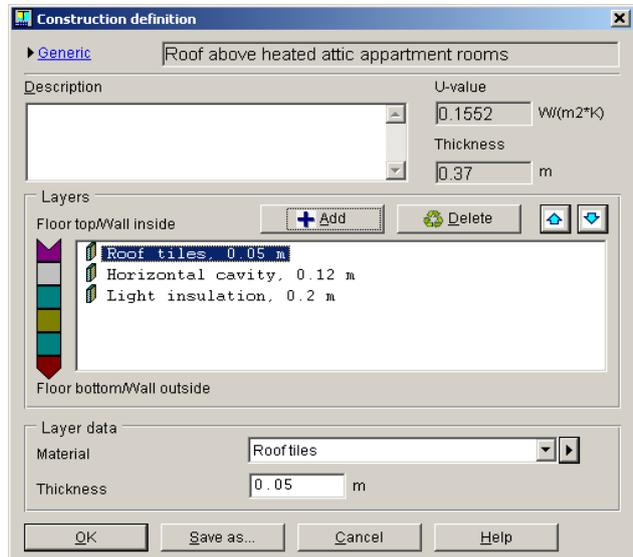 Construction definition
Generic
Roof above heated attic appartment rooms
Description
U-value
0.1552 W/(m2*K)
Thickness
0.37 m
Layers
Floor top/Wall inside
Add
Delete
Roof tiles, 0.05 m
Horizontal cavity, 0.12 m
Light insulation, 0.2 m
Floor bottom/Wall outside
Layer data
Material Roof tiles
Thickness 0.05 m
OK Save as... Cancel Help